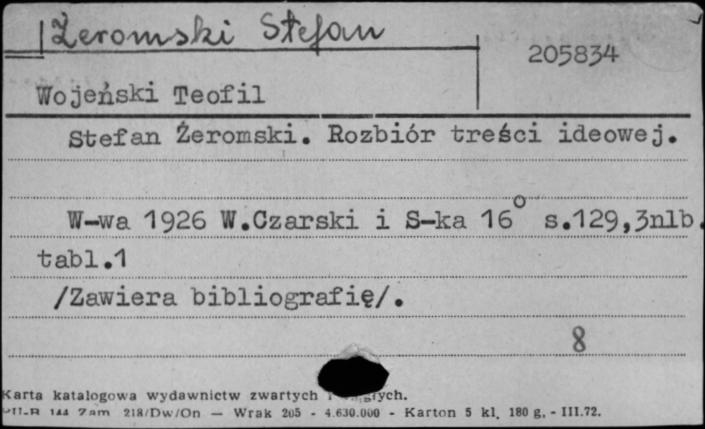 Żeromski Stefan
205834
Wojeński Teofil
Stefan Żeromski. Rozbiór treści ideowej.
W-wa 1926 W.Czarski i S-ka 16° s.129,3nlb.
tabl.1
/Zawiera bibliografię/.
8
Karta katalogowa wydawnictw zwartych i
144 Zam 218/Dw/On — Wrak 205 - 4.630.000 - Karton 5 kl. 180 g. - III.72.